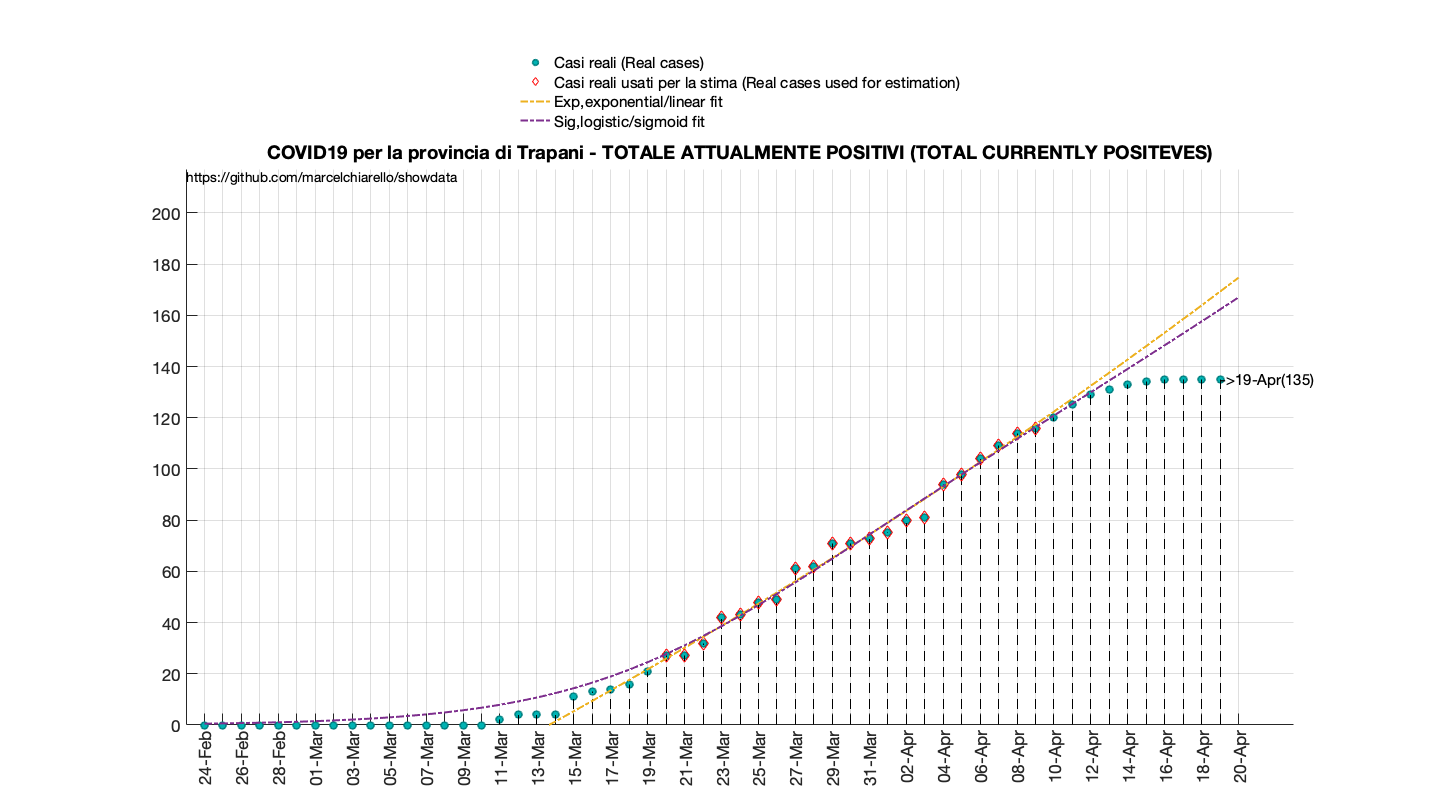 Casi reali (Real cases)
Casi reali usati per la stima (Real cases used for estimation)
Exp,exponential/linear fit
Sig,logistic/sigmoid fit
COVID19 per la provincia di Trapani - TOTALE ATTUALMENTE POSITIVI (TOTAL CURRENTLY POSITEVES)
https://github.com/marcelchiarello/showdata
200
180
160
140
120
100
80
60
40
20
0
>19-Apr(135)
24-Feb
26-Feb
28-Feb
01-Mar
03-Mar
05-Mar
07-Mar
09-Mar
11-Mar
13-Mar
15-Mar
17-Mar
19-Mar
21-Mar
23-Mar
25-Mar
27-Mar
29-Mar
31-Mar
02-Apr
04-Apr
06-Apr
08-Apr
10-Apr
12-Apr
14-Apr
16-Apr
18-Apr
20-Apr